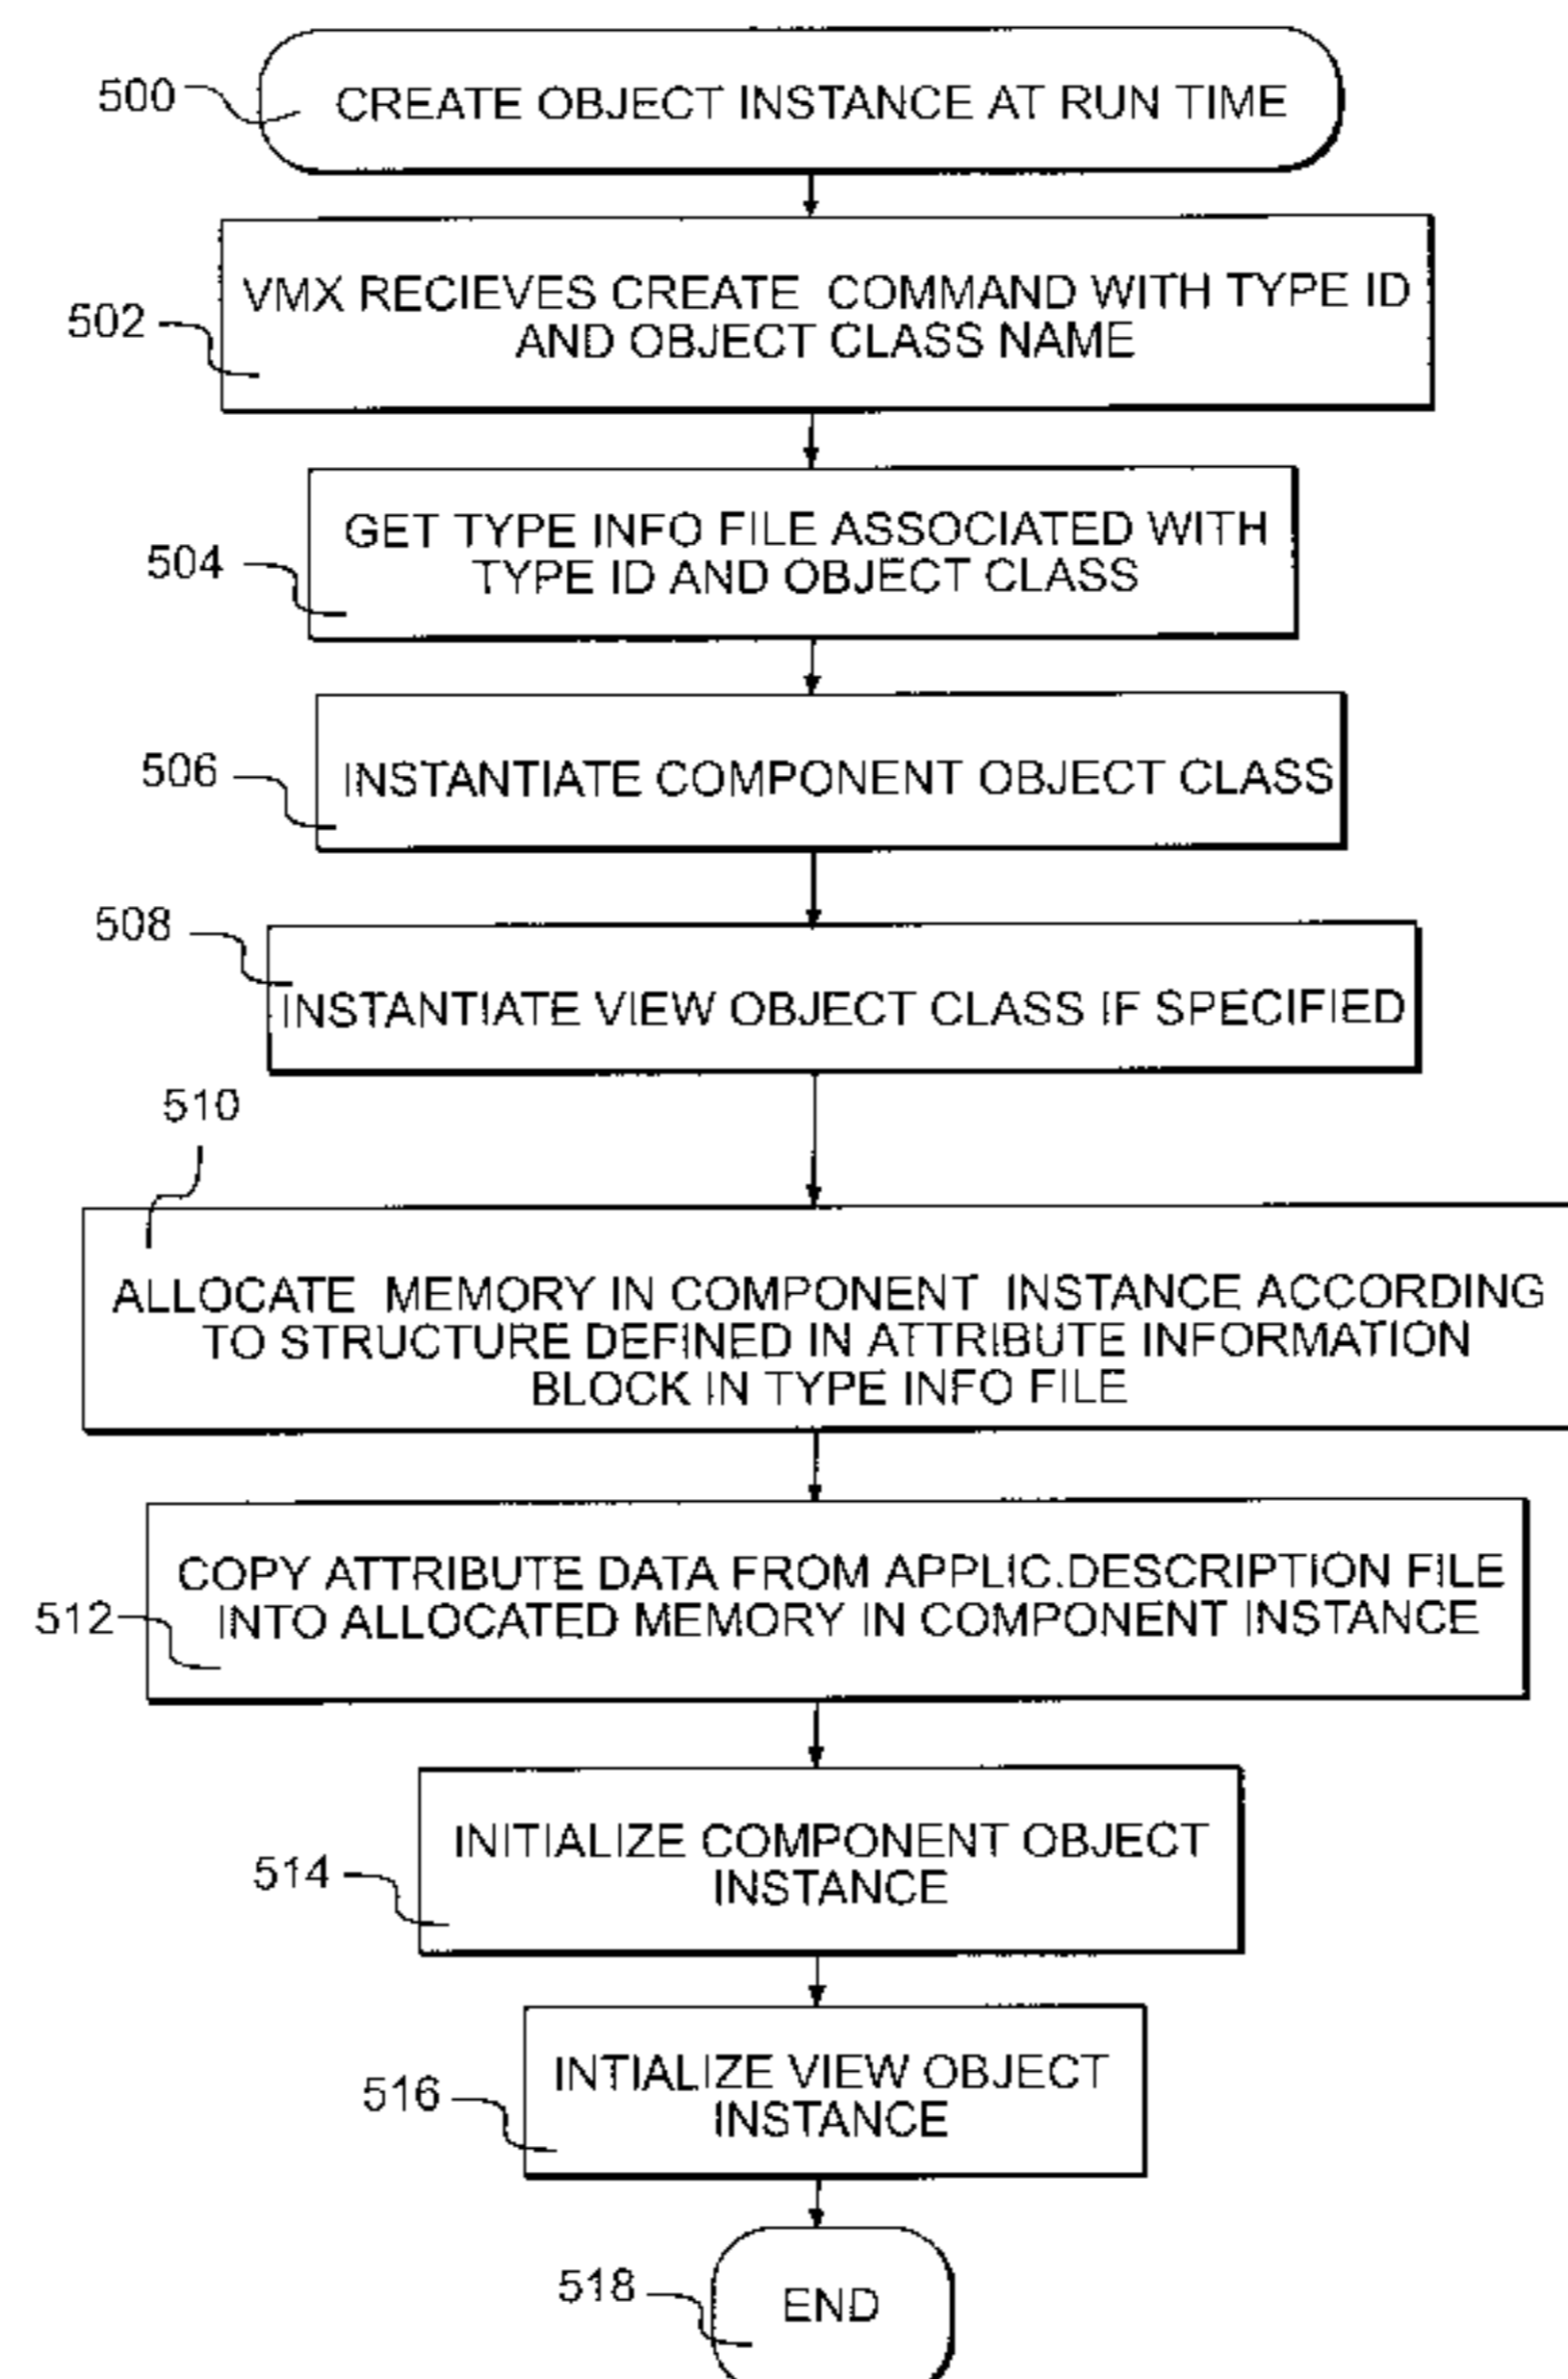 500
CREATE OBJECT INSTANCE AT RUN TIME
502
VMX RECIEVES CREATE COMMAND WITH TYPE ID
AND OBJECT CLASS NAME
504
GET TYPE INFO FILE ASSOCIATED WITH
TYPE ID AND OBJECT CLASS
506
INSTANTIATE COMPONENT OBJECT CLASS
508
INSTANTIATE VIEW OBJECT CLASS IF SPECIFIED
510
ALLOCATE MEMORY IN COMPONENT INSTANCE ACCORDING
TO STRUCTURE DEFINED IN ATTRIBUTE INFORMATION
BLOCK IN TYPE INFO FILE
512
COPY ATTRIBUTE DATA FROM APPLIC.DESCRIPTION FILE
INTO ALLOCATED MEMORY IN COMPONENT INSTANCE
514
INITIALIZE COMPONENT OBJECT
INSTANCE
516
INTIALIZE VIEW OBJECT
INSTANCE
518
END